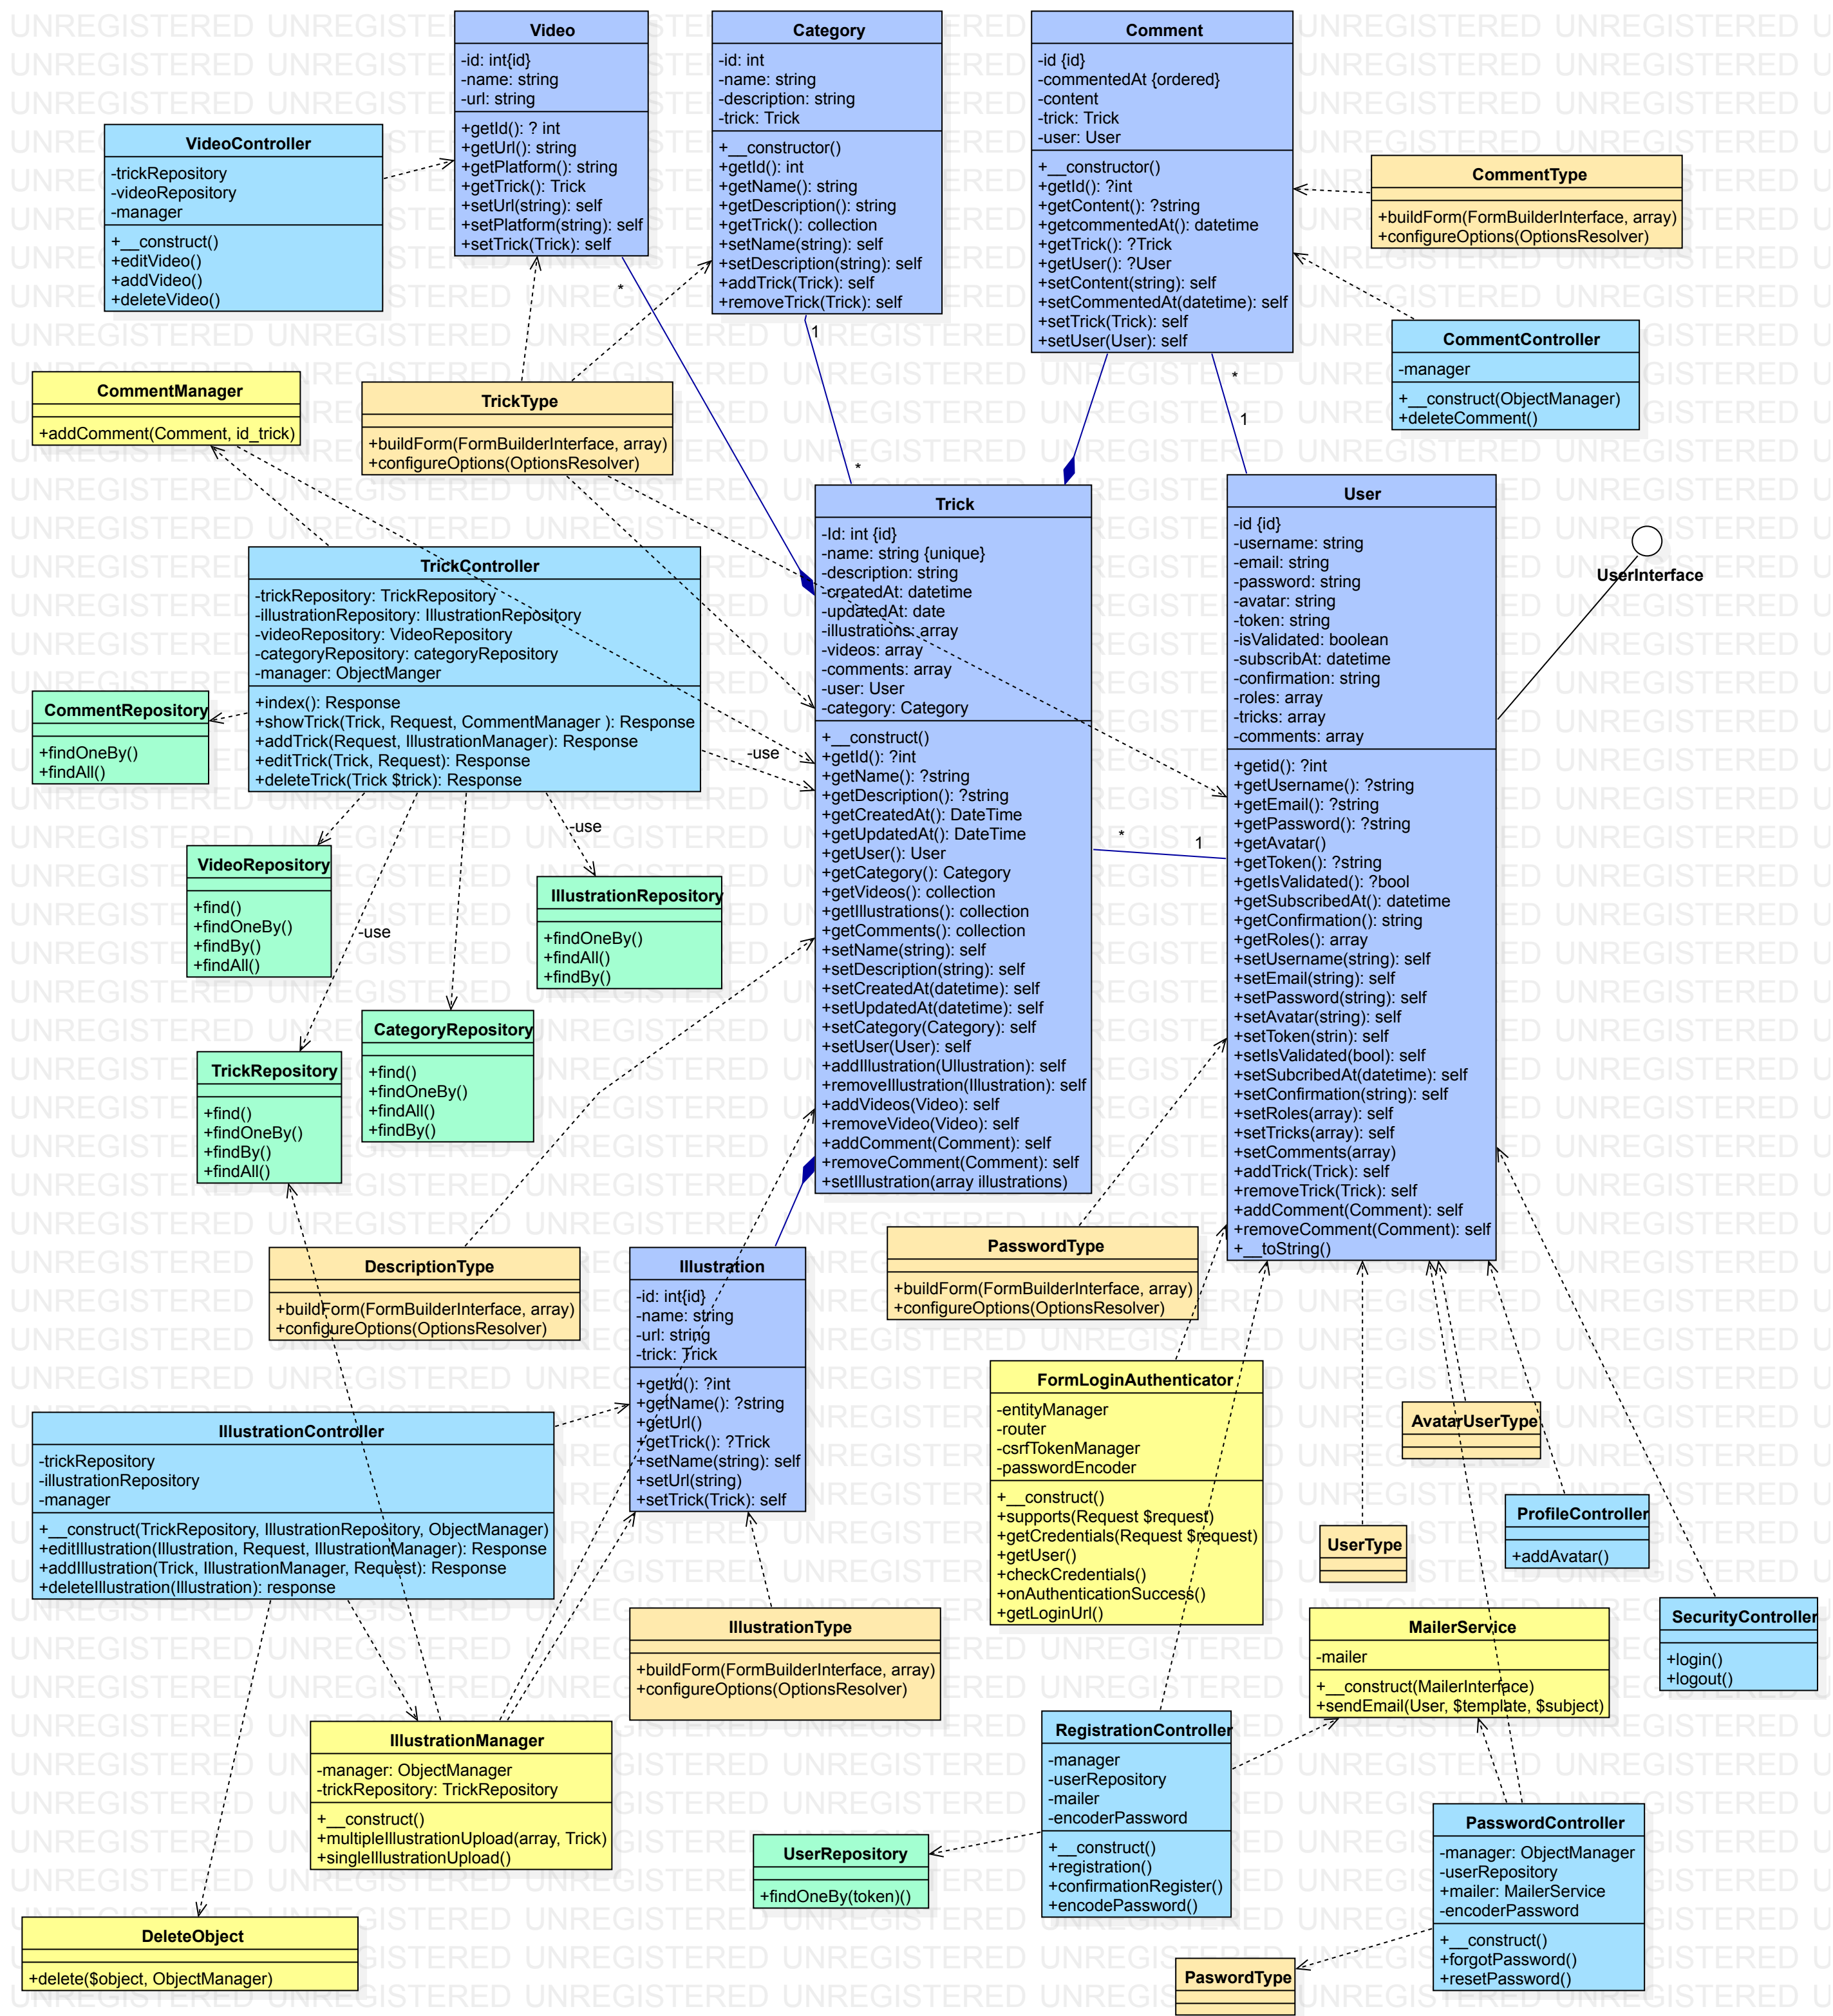 UNREGISTERED UNREGISTERED UNREGISTERED UNREGISTERED UNREGISTERED UNREGISTERED UNREGISTERED
Video
-id: int{id}
-name: string
-url: string
+getId(): ? int
+getUrl(): string
+getPlatform(): string
+getTrick(): Trick
+setUrl(string): self
+setPlatform(string): self
+setTrick(Trick): self
Category
-id: int
-name: string
-description: string
-trick: Trick
+__constructor()
+getId(): int
+getName(): string
+getDescription(): string
+getTrick(): collection
+setName(string): self
+setDescription(string): self
+addTrick(Trick): self
+removeTrick(Trick): self
Comment
-id {id}
-commentedAt {ordered}
-content
-trick: Trick
-user: User
+__constructor()
+getId(): ?int
+getContent(): ?string
+getcommentedAt(): datetime
+getTrick(): ?Trick
+getUser(): ?User
+setContent(string): self
+setCommentedAt(datetime): self
+setTrick(Trick): self
+setUser(User): self
VideoController
-trickRepository
-videoRepository
-manager
+__construct()
+editVideo()
+addVideo()
+deleteVideo()
CommentType
+buildForm(FormBuilderInterface, array)
+configureOptions(OptionsResolver)
CommentController
-manager
+__construct(ObjectManager)
+deleteComment()
*
1
*
*
1
CommentManager
+addComment(Comment, id_trick)
TrickType
+buildForm(FormBuilderInterface, array)
+configureOptions(OptionsResolver)
Trick
-Id: int {id}
-name: string {unique}
-description: string
-createdAt: datetime
-updatedAt: date
-illustrations: array
-videos: array
-comments: array
-user: User
-category: Category
+__construct()
+getId(): ?int
+getName(): ?string
+getDescription(): ?string
+getCreatedAt(): DateTime
+getUpdatedAt(): DateTime
+getUser(): User
+getCategory(): Category
+getVideos(): collection
+getIllustrations(): collection
+getComments(): collection
+setName(string): self
+setDescription(string): self
+setCreatedAt(datetime): self
+setUpdatedAt(datetime): self
+setCategory(Category): self
+setUser(User): self
+addIllustration(Ullustration): self
+removeIllustration(Illustration): self
+addVideos(Video): self
+removeVideo(Video): self
+addComment(Comment): self
+removeComment(Comment): self
+setIllustration(array illustrations)
User
-id {id}
-username: string
-email: string
-password: string
-avatar: string
-token: string
-isValidated: boolean
-subscribAt: datetime
-confirmation: string
-roles: array
-tricks: array
-comments: array
+getid(): ?int
+getUsername(): ?string
+getEmail(): ?string
+getPassword(): ?string
+getAvatar()
+getToken(): ?string
+getIsValidated(): ?bool
+getSubscribedAt(): datetime
+getConfirmation(): string
+getRoles(): array
+setUsername(string): self
+setEmail(string): self
+setPassword(string): self
+setAvatar(string): self
+setToken(strin): self
+setIsValidated(bool): self
+setSubcribedAt(datetime): self
+setConfirmation(string): self
+setRoles(array): self
+setTricks(array): self
+setComments(array)
+addTrick(Trick): self
+removeTrick(Trick): self
+addComment(Comment): self
+removeComment(Comment): self
+__toString()
UserInterface
*
1
TrickController
-trickRepository: TrickRepository
-illustrationRepository: IllustrationRepository
-videoRepository: VideoRepository
-categoryRepository: categoryRepository
-manager: ObjectManger
+index(): Response
+showTrick(Trick, Request, CommentManager ): Response
+addTrick(Request, IllustrationManager): Response
+editTrick(Trick, Request): Response
+deleteTrick(Trick $trick): Response
-use
-use
-use
CommentRepository
+findOneBy()
+findAll()
VideoRepository
+find()
+findOneBy()
+findBy()
+findAll()
IllustrationRepository
+findOneBy()
+findAll()
+findBy()
CategoryRepository
+find()
+findOneBy()
+findAll()
+findBy()
TrickRepository
+find()
+findOneBy()
+findBy()
+findAll()
DescriptionType
+buildForm(FormBuilderInterface, array)
+configureOptions(OptionsResolver)
Illustration
-id: int{id}
-name: string
-url: string
-trick: Trick
+getId(): ?int
+getName(): ?string
+getUrl()
+getTrick(): ?Trick
+setName(string): self
+setUrl(string)
+setTrick(Trick): self
PasswordType
+buildForm(FormBuilderInterface, array)
+configureOptions(OptionsResolver)
FormLoginAuthenticator
-entityManager
-router
-csrfTokenManager
-passwordEncoder
+__construct()
+supports(Request $request)
+getCredentials(Request $request)
+getUser()
+checkCredentials()
+onAuthenticationSuccess()
+getLoginUrl()
AvatarUserType
ProfileController
+addAvatar()
UserType
SecurityController
+login()
+logout()
MailerService
-mailer
+__construct(MailerInterface)
+sendEmail(User, $template, $subject)
IllustrationController
-trickRepository
-illustrationRepository
-manager
+__construct(TrickRepository, IllustrationRepository, ObjectManager)
+editIllustration(Illustration, Request, IllustrationManager): Response
+addIllustration(Trick, IllustrationManager, Request): Response
+deleteIllustration(Illustration): response
IllustrationType
+buildForm(FormBuilderInterface, array)
+configureOptions(OptionsResolver)
IllustrationManager
-manager: ObjectManager
-trickRepository: TrickRepository
+__construct()
+multipleIllustrationUpload(array, Trick)
+singleIllustrationUpload()
RegistrationController
-manager
-userRepository
-mailer
-encoderPassword
+__construct()
+registration()
+confirmationRegister()
+encodePassword()
UserRepository
+findOneBy(token)()
PasswordController
-manager: ObjectManager
-userRepository
+mailer: MailerService
-encoderPassword
+__construct()
+forgotPassword()
+resetPassword()
DeleteObject
+delete($object, ObjectManager)
PaswordType